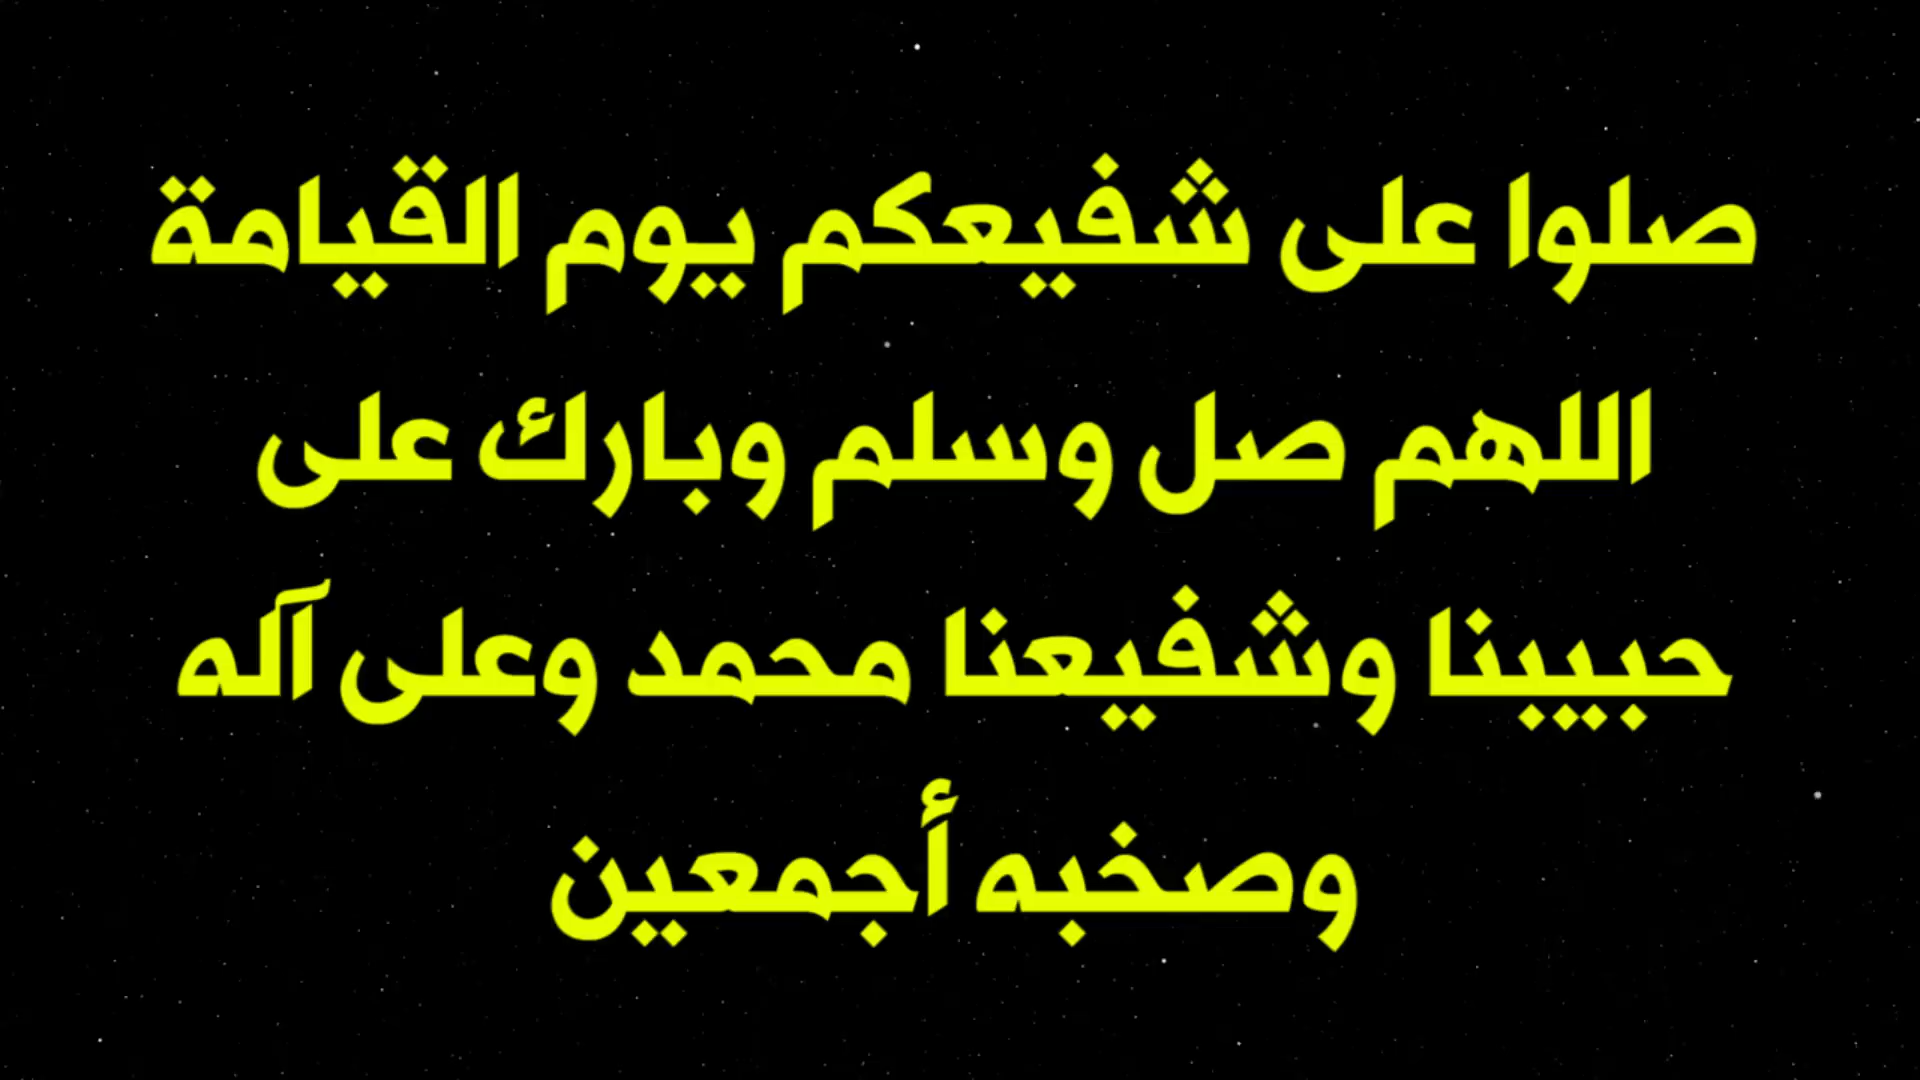 صلوا على شفيعكم يوم القيامة
اللهم صل وسلم وبارك على
حبيبنا وشفيعنا محمد وعلى آله
وصخبه أجمعين